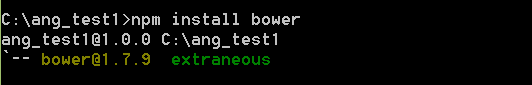 C:\ang_test1>npm install bower
ang_test1@1.0.0 C:\ang_test1
`-- bower@1.7.9  extraneous